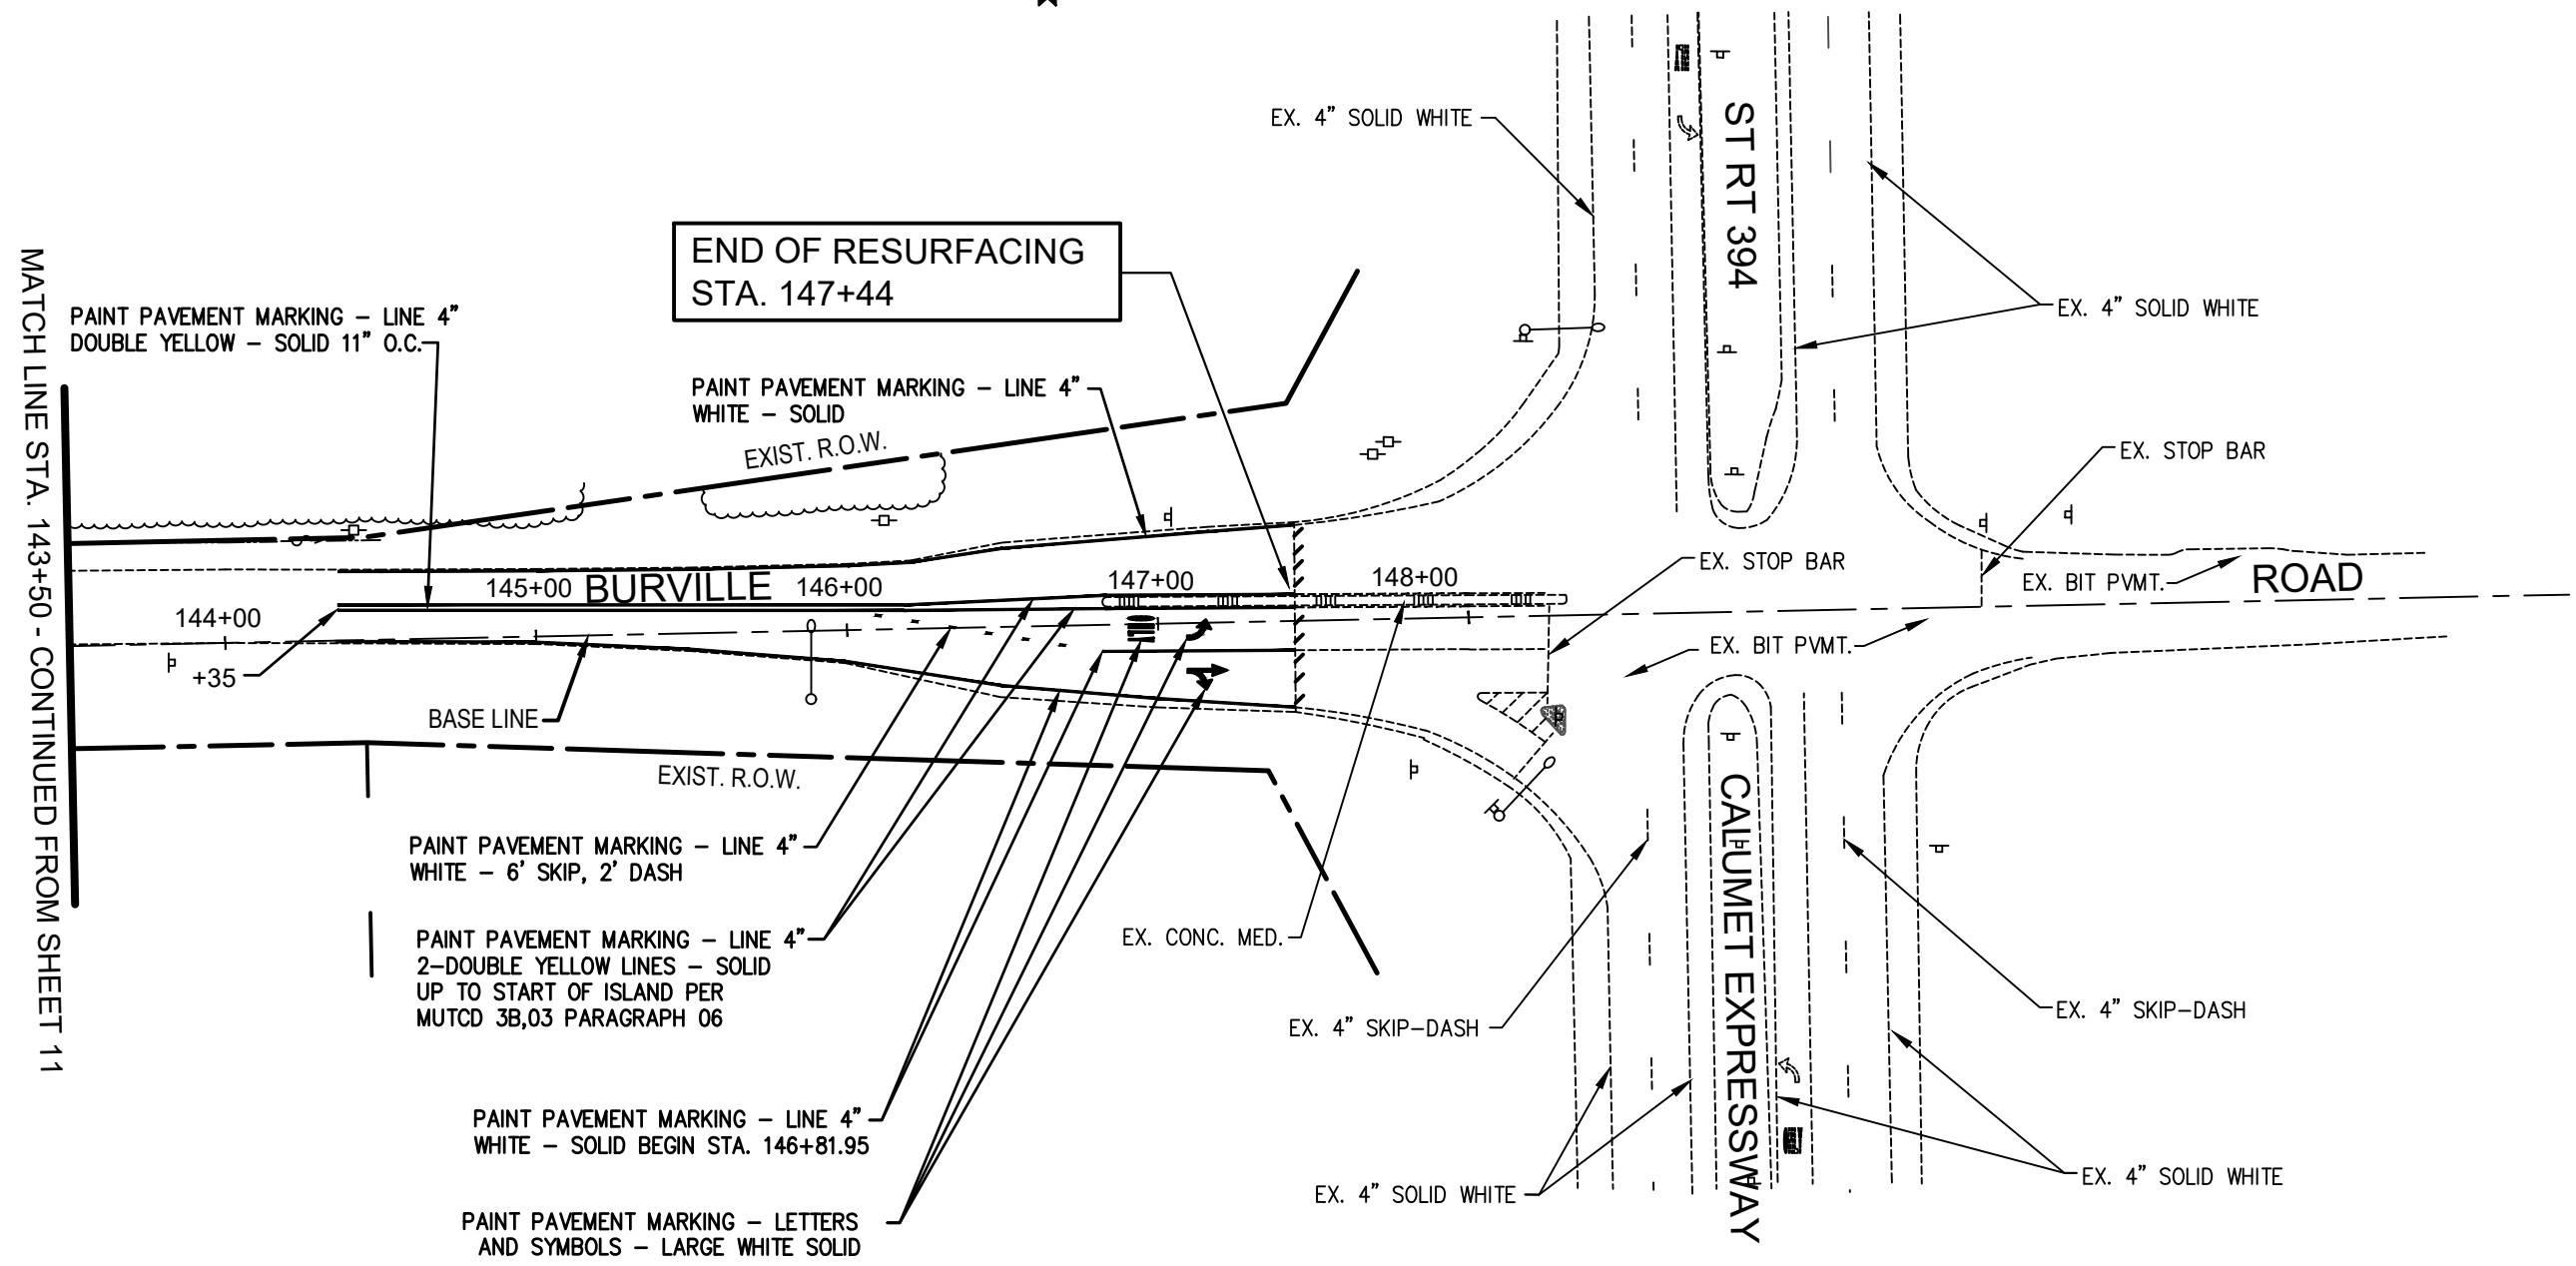 EX. 4” SOLID WHITE
ST RT 394
END OF RESURFACING
STA. 147+44
MATCH LINE STA. 143+50 - CONTINUED FROM SHEET 11
PAINT PAVEMENT MARKING – LINE 4”
DOUBLE YELLOW – SOLID 11” O.C.
EX. 4” SOLID WHITE
PAINT PAVEMENT MARKING – LINE 4”
WHITE – SOLID
EXIST. R.O.W.
EX. STOP BAR
EX. STOP BAR
144+00
145+00
BURVILLE
146+00
147+00
148+00
EX. BIT PVMT.
ROAD
+35
EX. BIT PVMT.
BASE LINE
EXIST. R.O.W.
CALUMET EXPRESSWAY
PAINT PAVEMENT MARKING – LINE 4”
WHITE – 6’ SKIP, 2’ DASH
PAINT PAVEMENT MARKING – LINE 4”
2–DOUBLE YELLOW LINES – SOLID
UP TO START OF ISLAND PER
MUTCD 3B,03 PARAGRAPH 06
EX. CONC. MED.
EX. 4” SKIP–DASH
EX. 4” SKIP–DASH
PAINT PAVEMENT MARKING – LINE 4”
WHITE – SOLID BEGIN STA. 146+81.95
EX. 4” SOLID WHITE
EX. 4” SOLID WHITE
PAINT PAVEMENT MARKING – LETTERS
AND SYMBOLS – LARGE WHITE SOLID